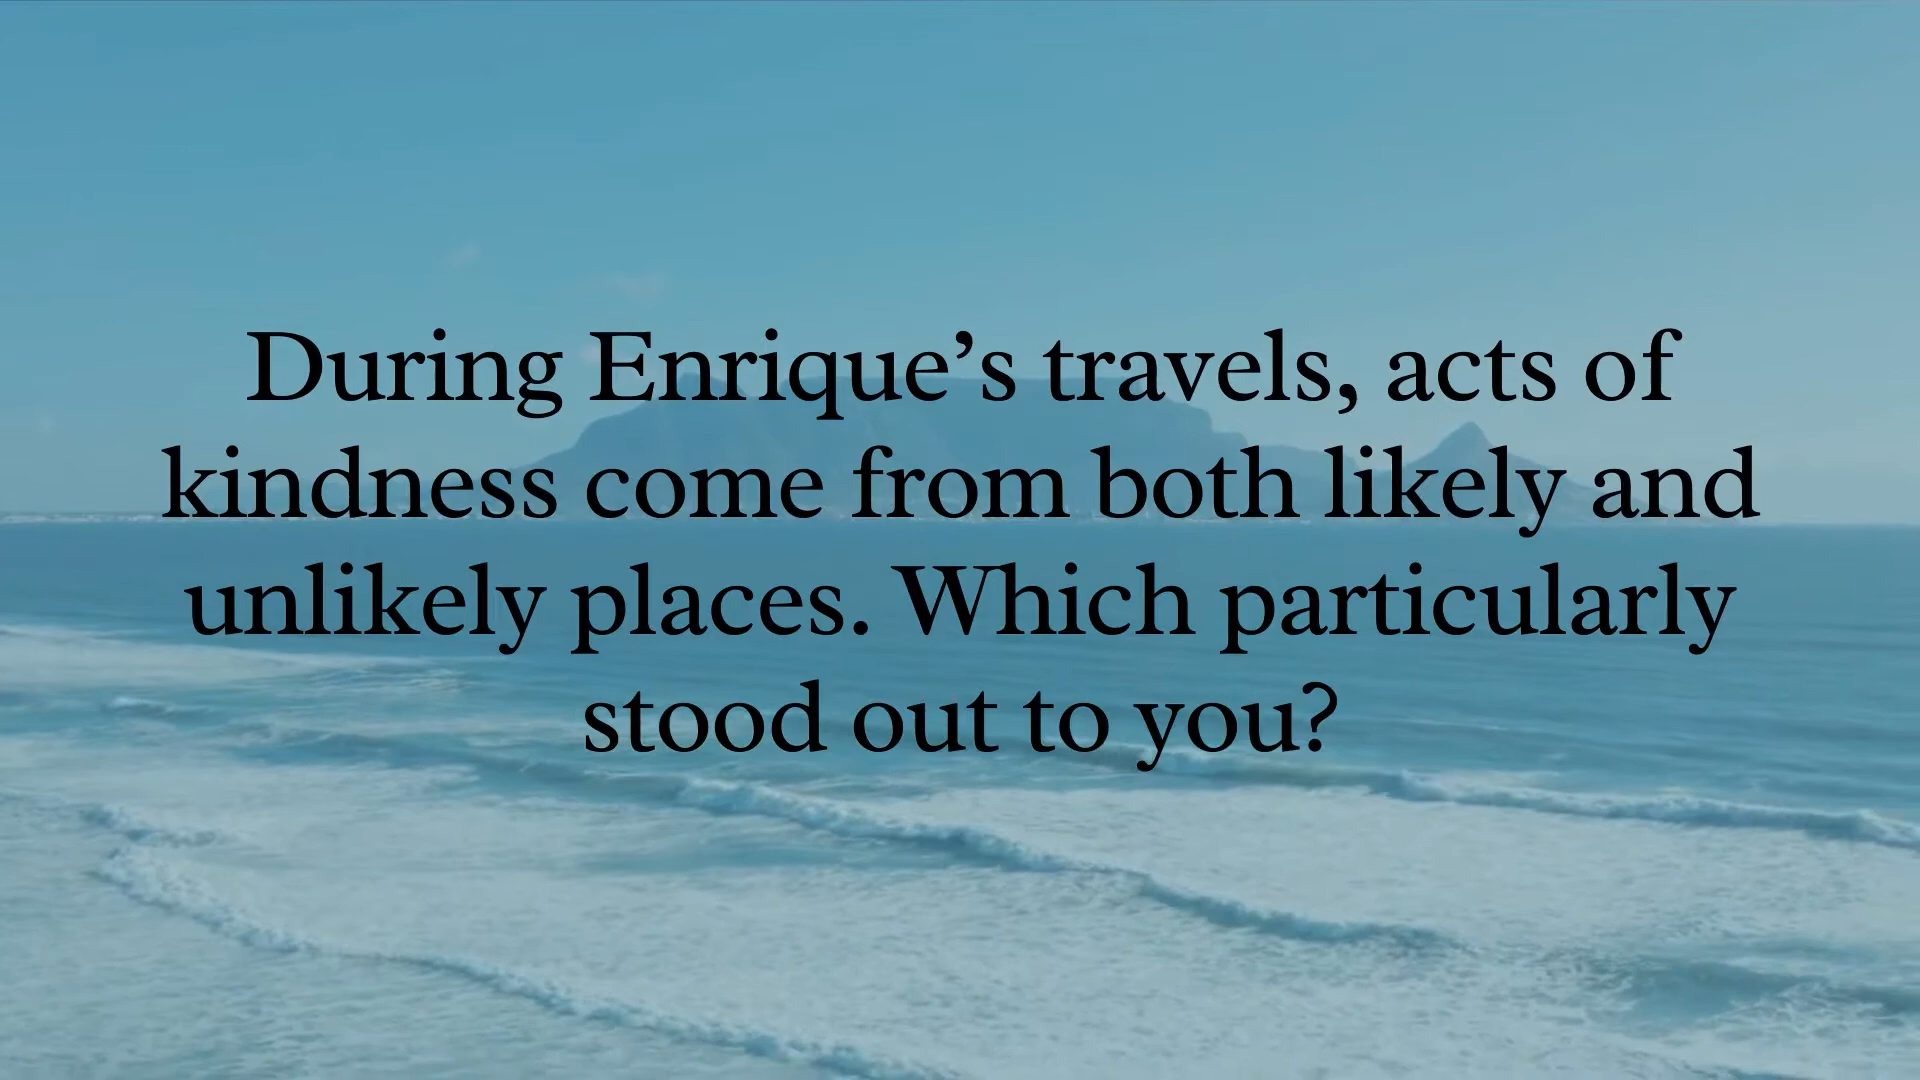 During Enrique’s travels, acts of
kindness come from both likely and
unlikely places. Which particularly
stood out to you?